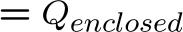 = Q_{enclosed}